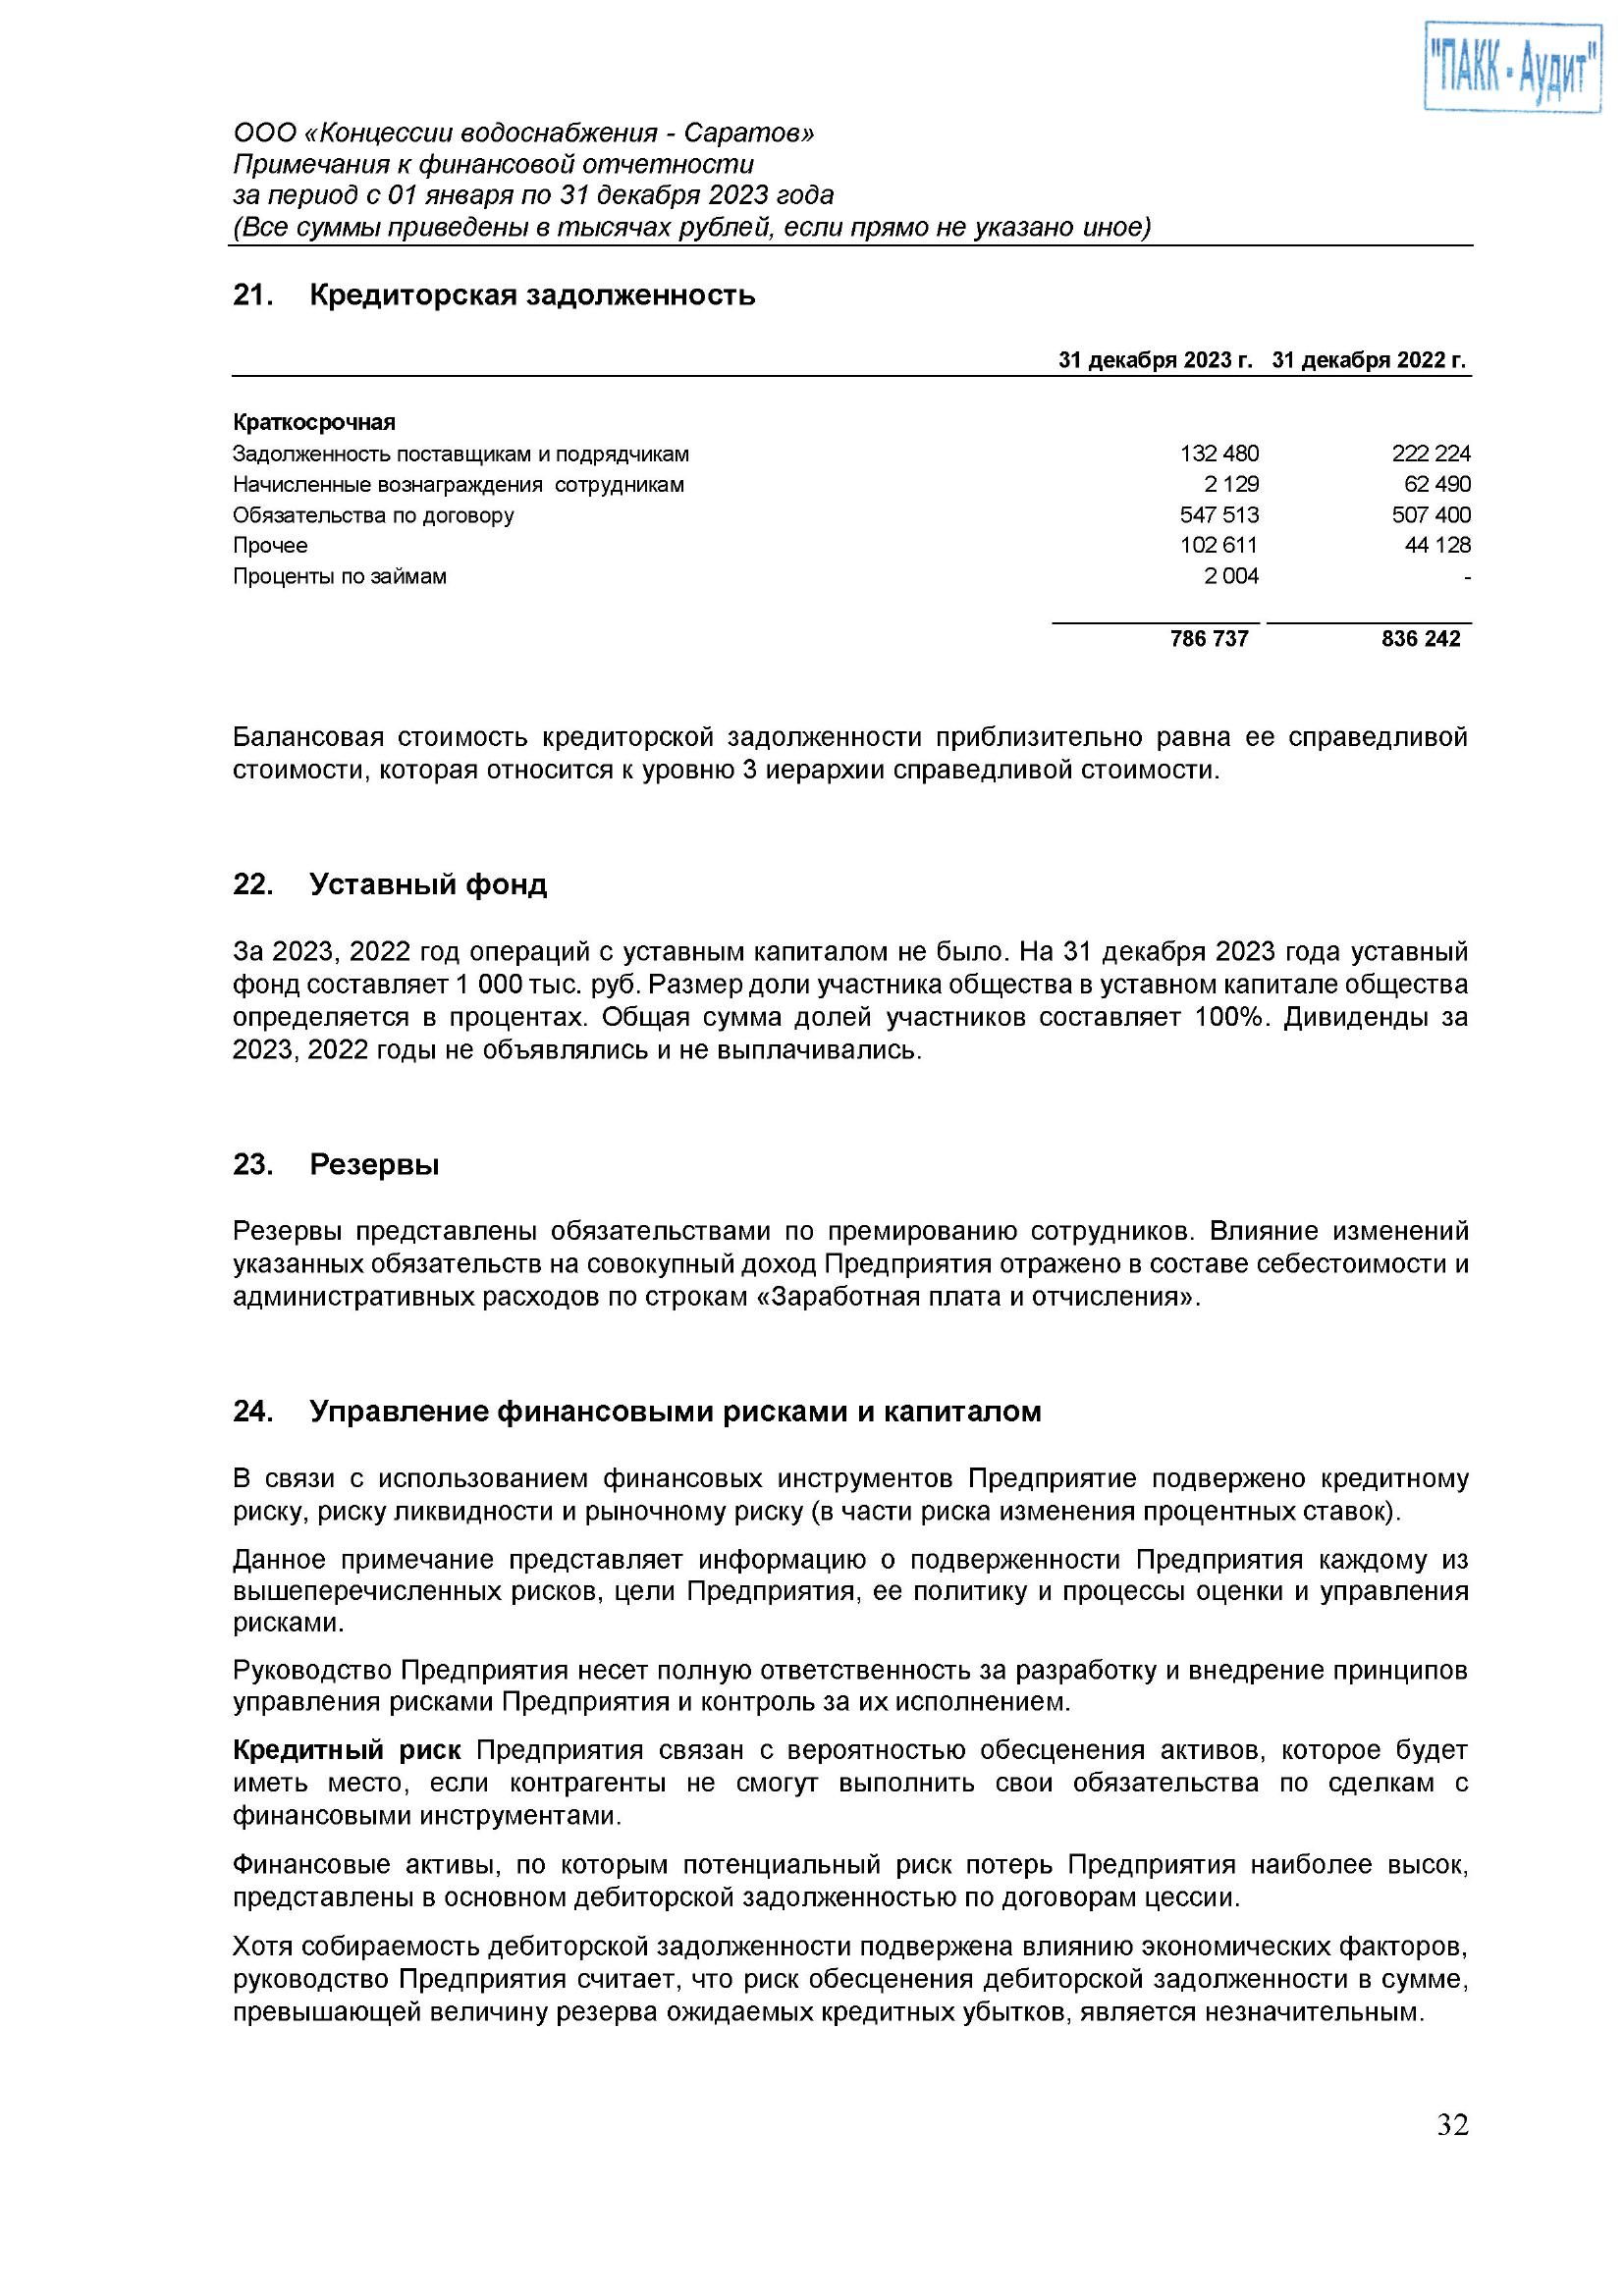 "ПАКК - Аудит"
ООО «Концессии водоснабжения - Саратов»
Примечания к финансовой отчетности
за период с 01 января по 31 декабря 2023 года
(Все суммы приведены в тысячах рублей, если прямо не указано иное)
21. Кредиторская задолженность
31 декабря 2023 г. 31 декабря 2022 г.
Краткосрочная
Задолженность поставщикам и подрядчикам 132 480 222 224
Начисленные вознаграждения сотрудникам 2 129 62 490
Обязательства по договору 547 513 507 400
Прочее 102 611 44 128
Проценты по займам 2 004 -
786 737 836 242
Балансовая стоимость кредиторской задолженности приблизительно равна ее справедливой
стоимости, которая относится к уровню 3 иерархии справедливой стоимости.
22. Уставный фонд
За 2023, 2022 год операций с уставным капиталом не было. На 31 декабря 2023 года уставный
фонд составляет 1 000 тыс. руб. Размер доли участника общества в уставном капитале общества
определяется в процентах. Общая сумма долей участников составляет 100%. Дивиденды за
2023, 2022 годы не объявлялись и не выплачивались.
23. Резервы
Резервы представлены обязательствами по премированию сотрудников. Влияние изменений
указанных обязательств на совокупный доход Предприятия отражено в составе себестоимости и
административных расходов по строкам «Заработная плата и отчисления».
24. Управление финансовыми рисками и капиталом
В связи с использованием финансовых инструментов Предприятие подвержено кредитному
риску, риску ликвидности и рыночному риску (в части риска изменения процентных ставок).
Данное примечание представляет информацию о подверженности Предприятия каждому из
вышеперечисленных рисков, цели Предприятия, ее политику и процессы оценки и управления
рисками.
Руководство Предприятия несет полную ответственность за разработку и внедрение принципов
управления рисками Предприятия и контроль за их исполнением.
Кредитный риск Предприятия связан с вероятностью обесценения активов, которое будет
иметь место, если контрагенты не смогут выполнить свои обязательства по сделкам с
финансовыми инструментами.
Финансовые активы, по которым потенциальный риск потерь Предприятия наиболее высок,
представлены в основном дебиторской задолженностью по договорам цессии.
Хотя собираемость дебиторской задолженности подвержена влиянию экономических факторов,
руководство Предприятия считает, что риск обесценения дебиторской задолженности в сумме,
превышающей величину резерва ожидаемых кредитных убытков, является незначительным.
32